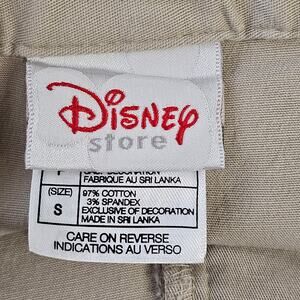 Disney
store
FABRIQUE AU SRI LANKA
(SIZE)
S
97% COTTON
3% SPANDEX
EXCLUSIVE OF DECORATION
MADE IN SRI LANKA
CARE ON REVERSE
INDICATIONS AU VERSO